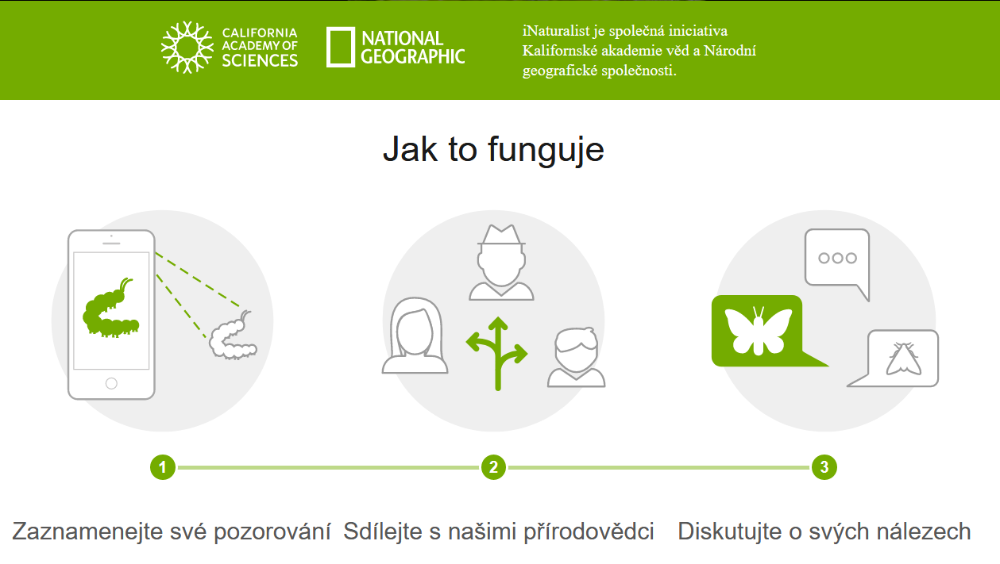 CALIFORNIA
ACADEMY OF
SCIENCES
NATIONAL
GEOGRAPHIC
iNaturalist je společná iniciativa
Kalifornské akademie věd a Národní
geografické společnosti.
Jak to funguje
1
2
3
Zaznamenejte své pozorování
Sdílejte s našimi přírodovědci
Diskutujte o svých nálezech